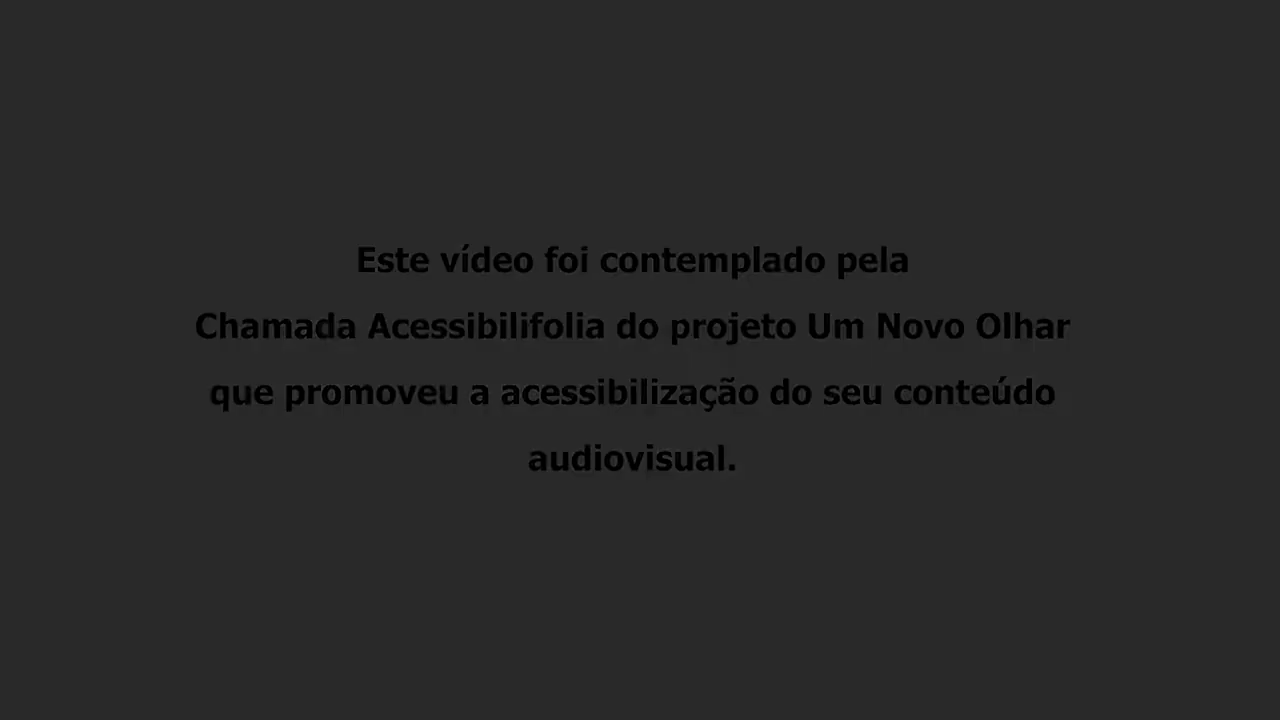 Este vídeo foi contemplado pela
Chamada Acessibilifolia do projeto Um Novo Olhar
que promoveu a acessibilização do seu conteúdo
audiovisual.